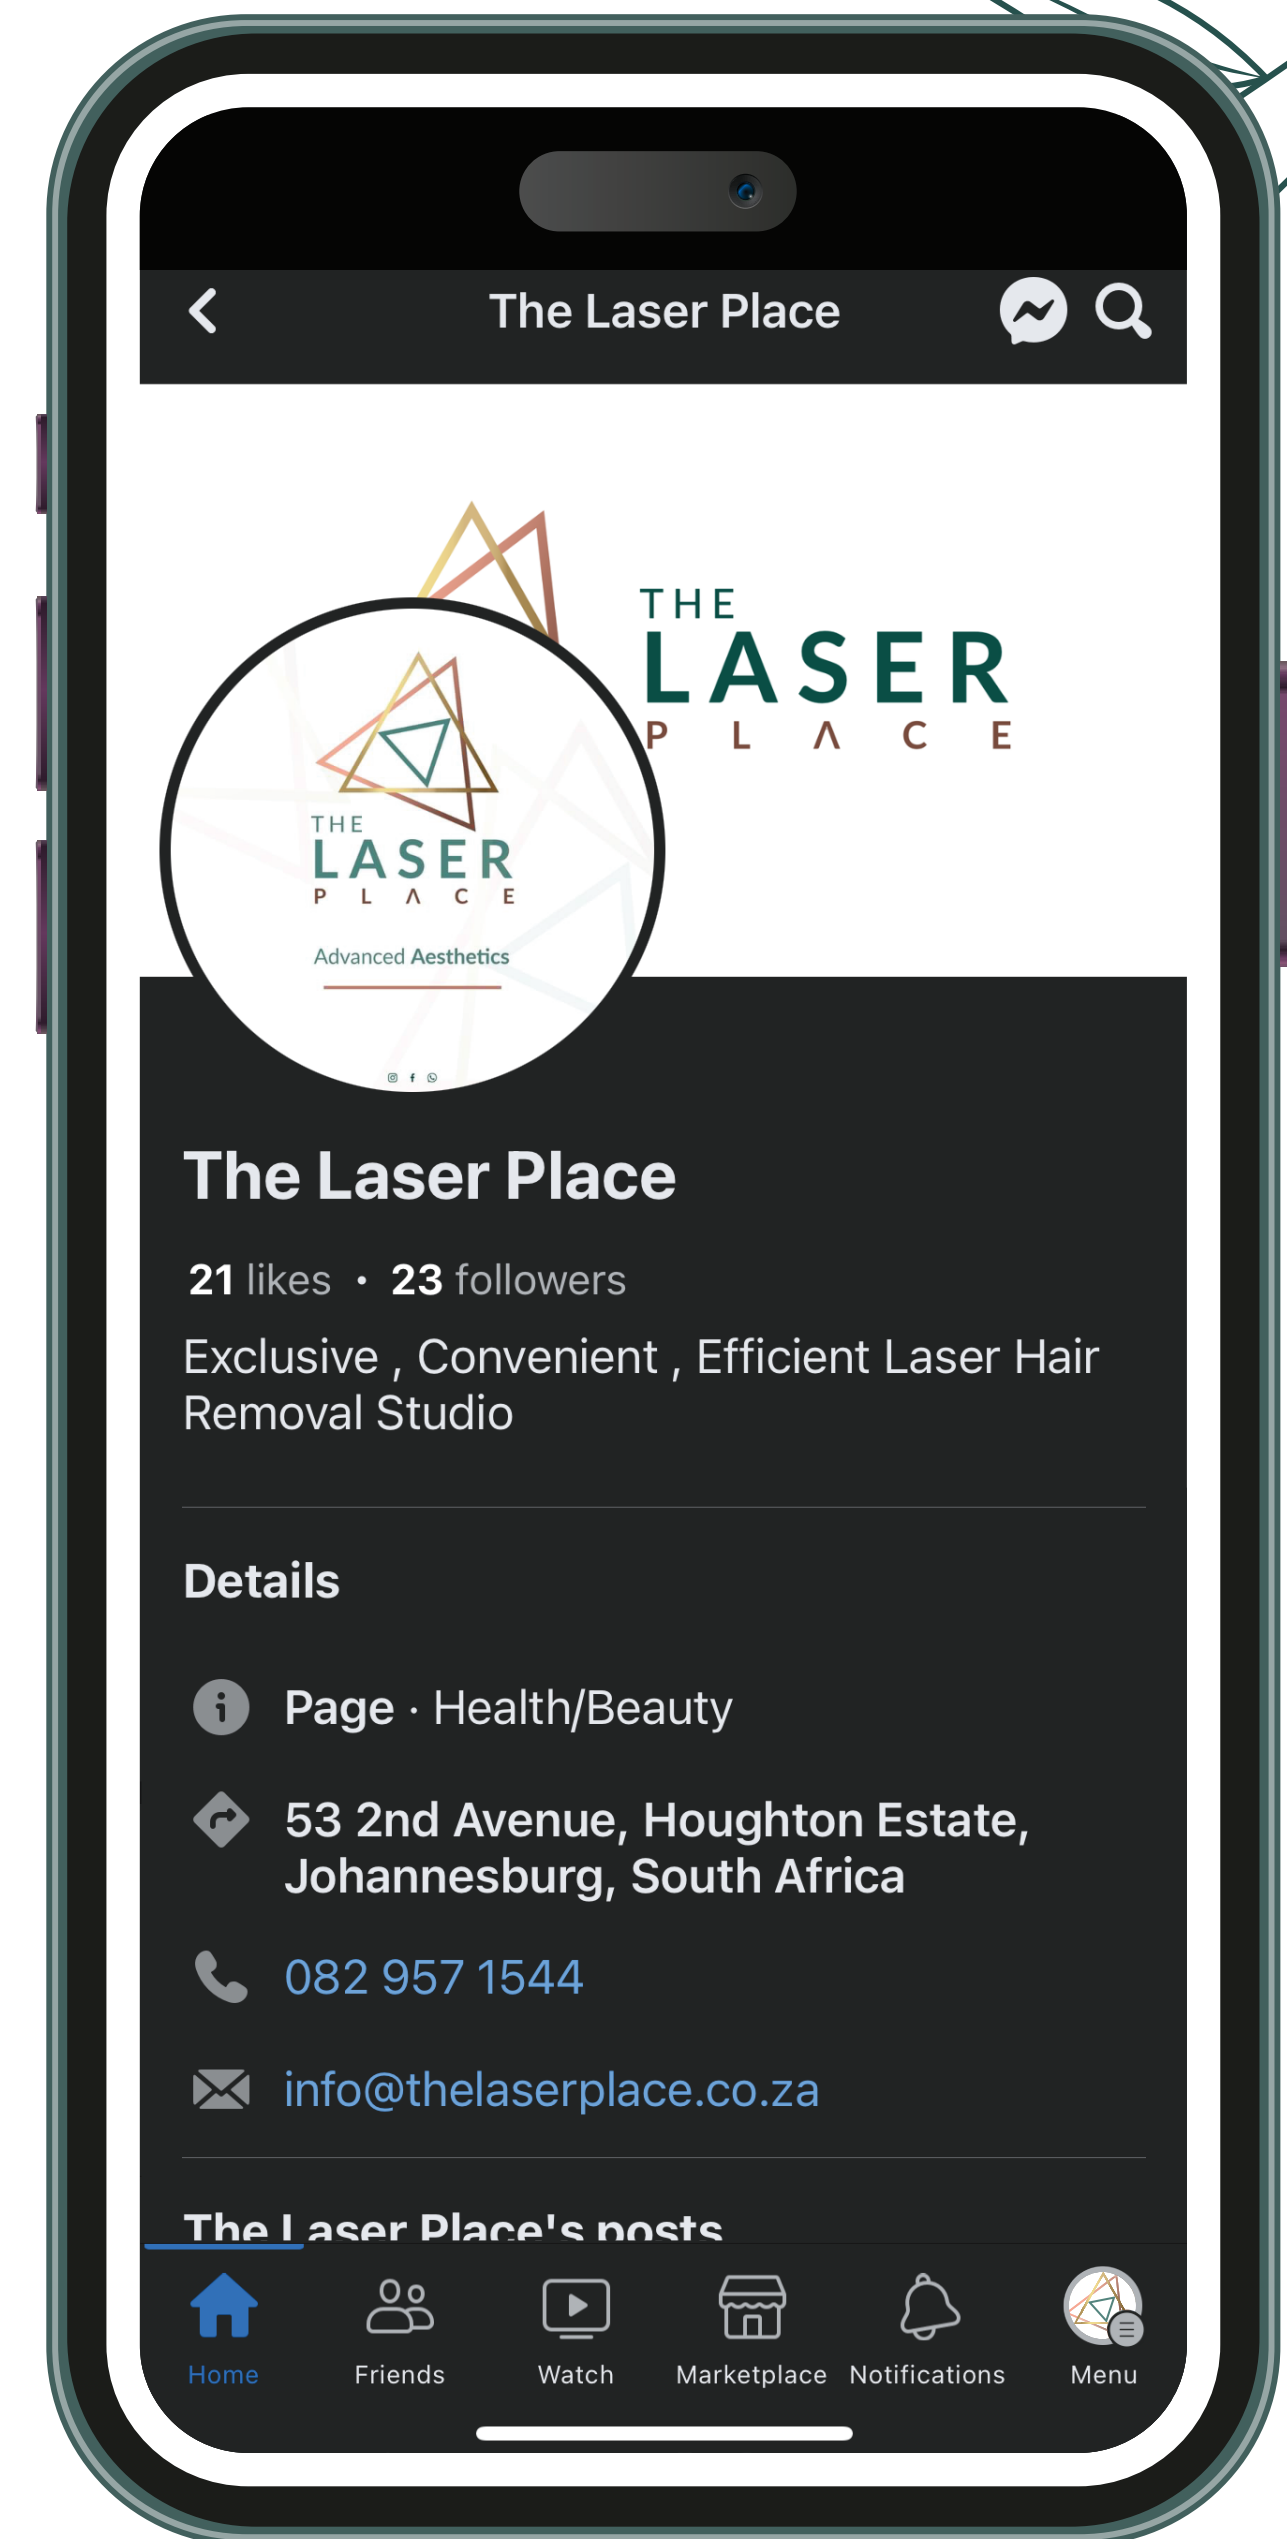 The Laser Place
THE
LASER
PLACE
THE
LASER
PLACE
Advanced Aesthetics
The Laser Place
21 likes · 23 followers
Exclusive , Convenient , Efficient Laser Hair
Removal Studio
Details
Page · Health/Beauty
53 2nd Avenue, Houghton Estate,
Johannesburg, South Africa
082 957 1544
info@thelaserplace.co.za
The Laser Place's posts
Home Friends Watch Marketplace Notifications Menu